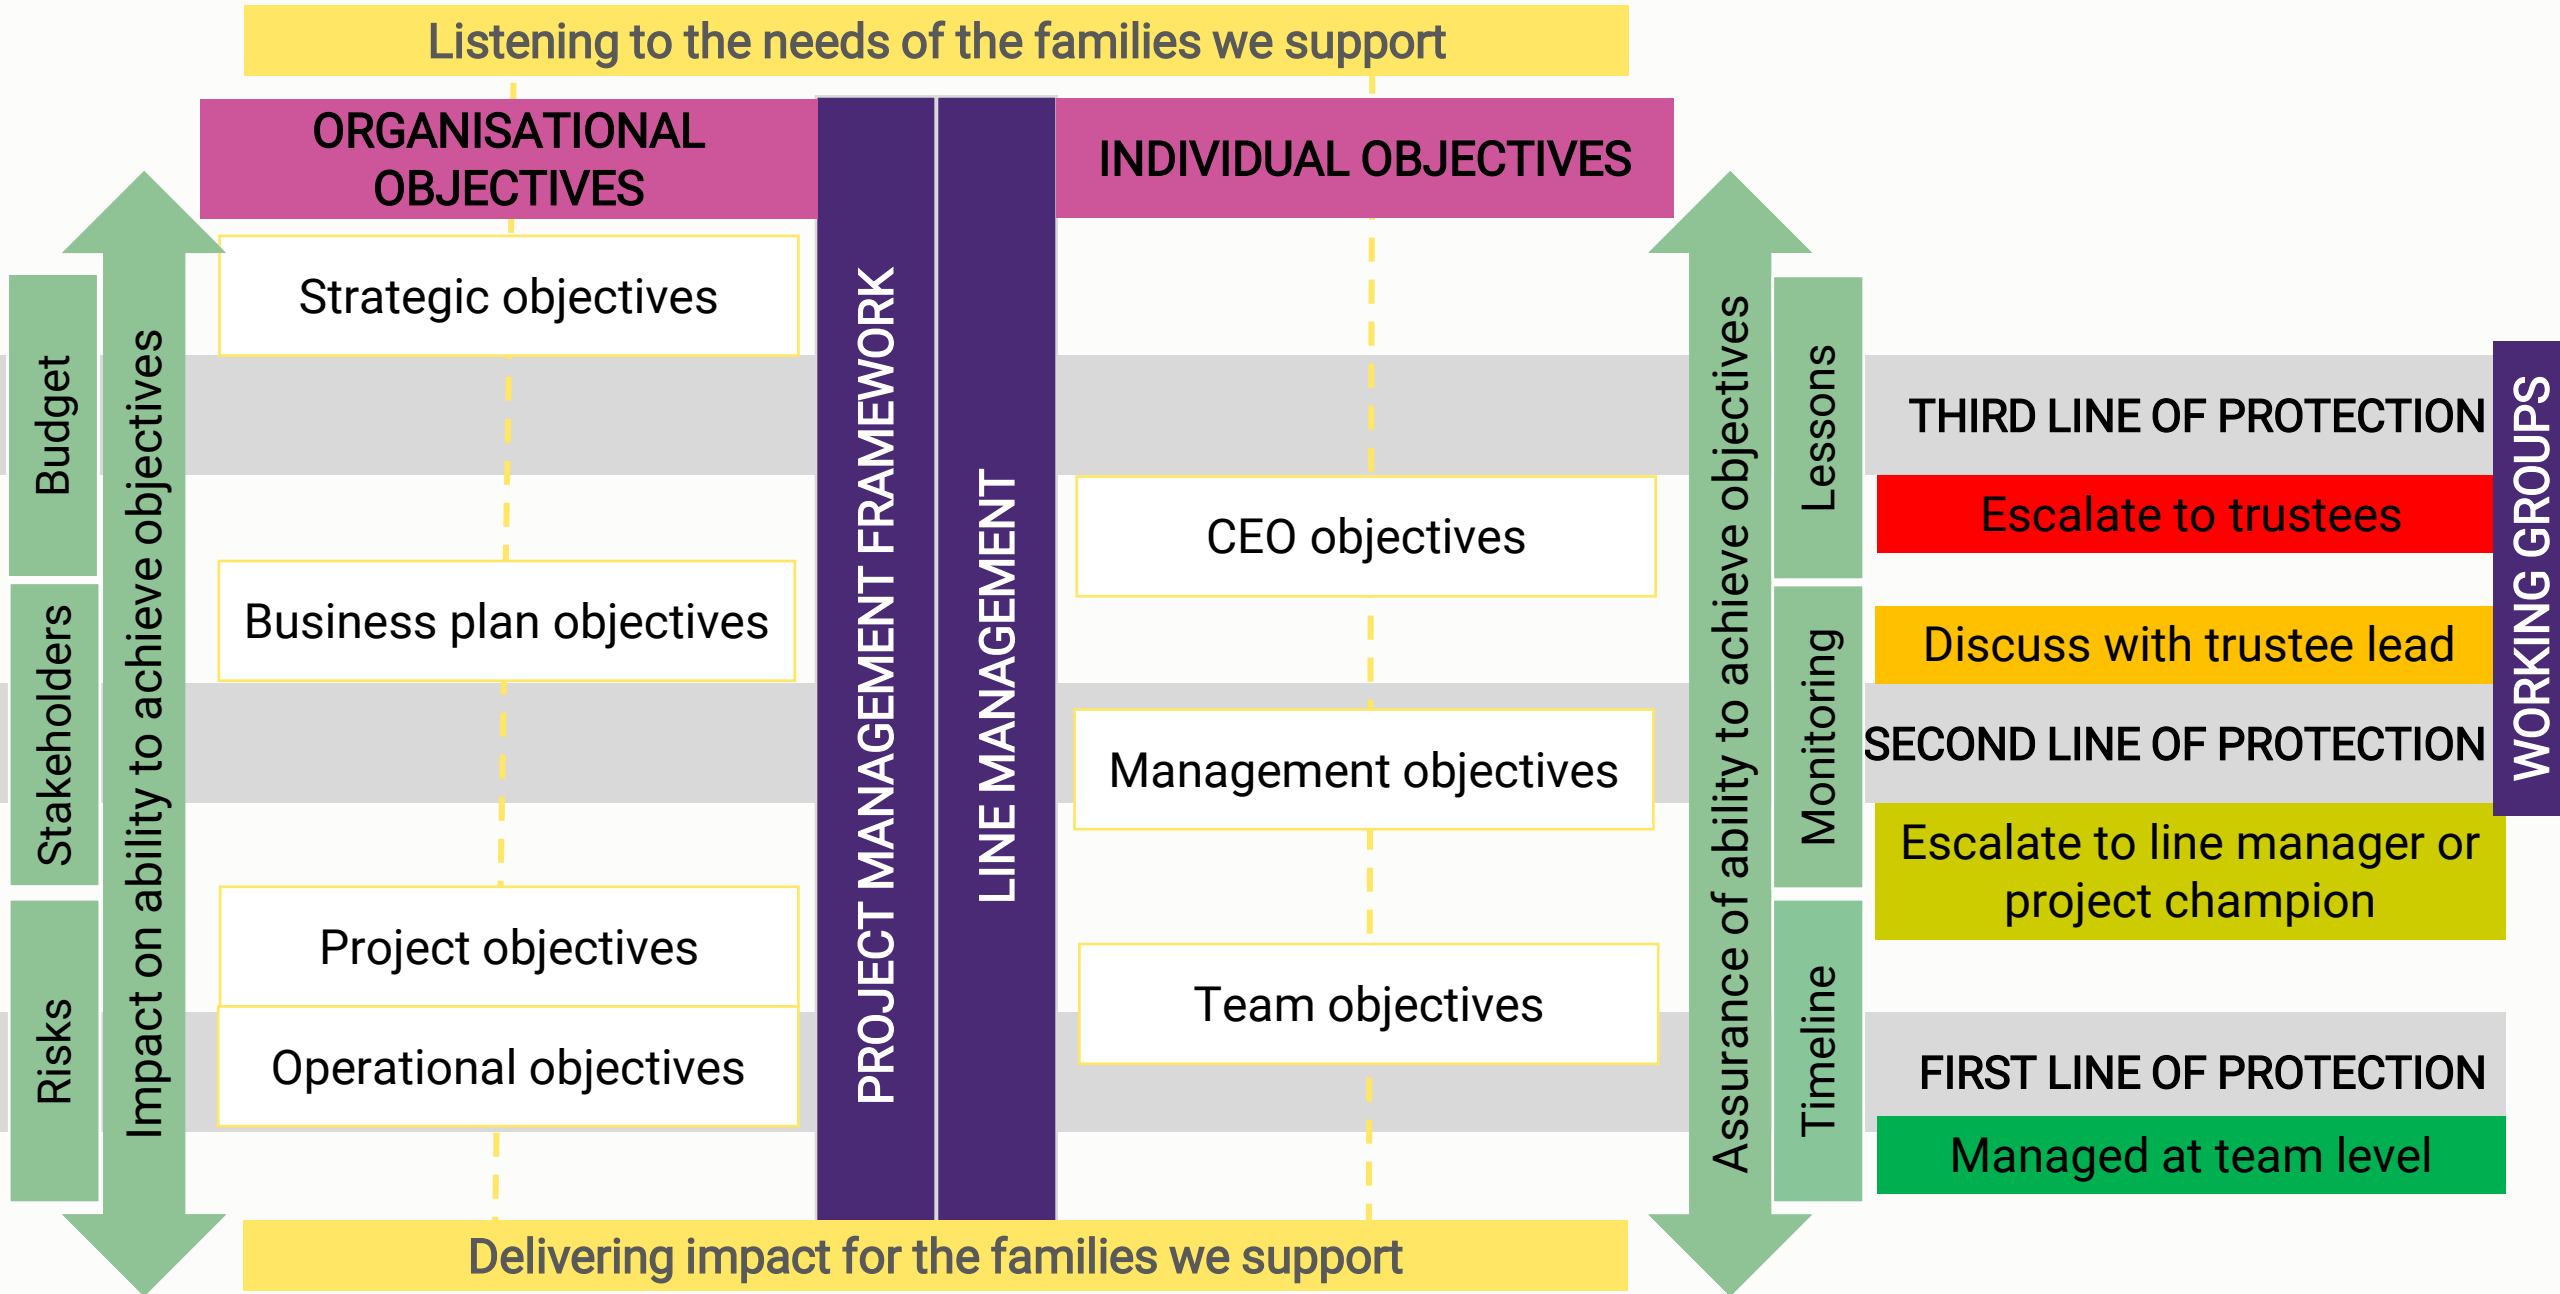 Listening to the needs of the families we support
ORGANISATIONAL
OBJECTIVES
INDIVIDUAL OBJECTIVES
Strategic objectives
Business plan objectives
Project objectives
Operational objectives
PROJECT MANAGEMENT FRAMEWORK
LINE MANAGEMENT
CEO objectives
Management objectives
Team objectives
Budget
Stakeholders
Risks
Impact on ability to achieve objectives
Assurance of ability to achieve objectives
Lessons
Monitoring
Timeline
THIRD LINE OF PROTECTION
Escalate to trustees
Discuss with trustee lead
SECOND LINE OF PROTECTION
Escalate to line manager or
project champion
FIRST LINE OF PROTECTION
Managed at team level
WORKING GROUPS
Delivering impact for the families we support